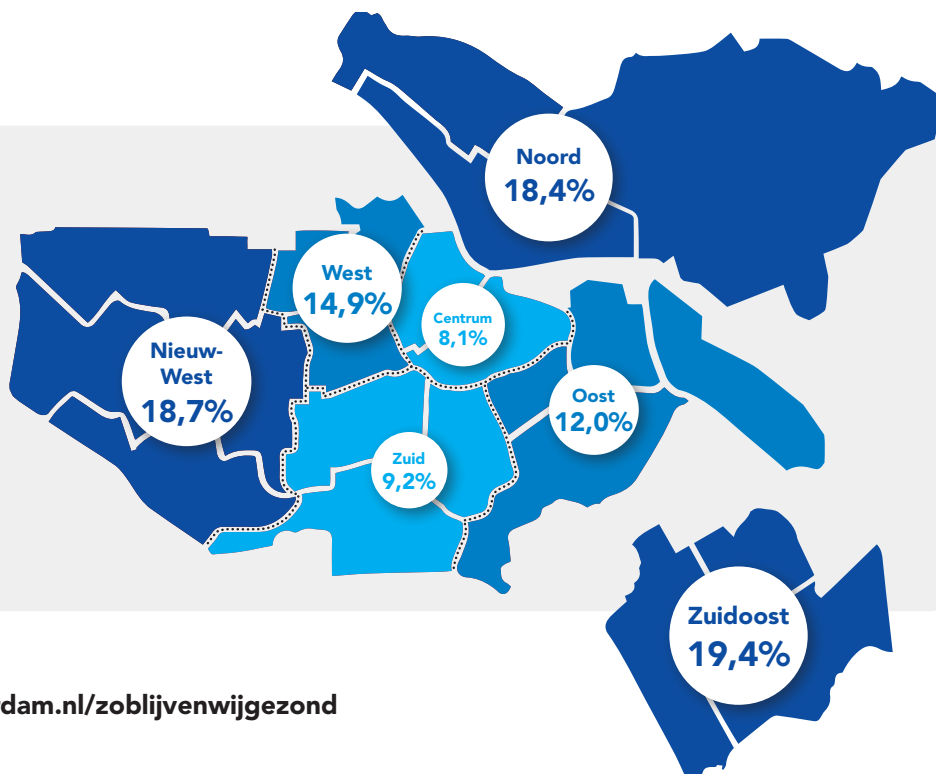 Noord
18,4%
West
14,9%
Centrum
8,1%
Nieuw-
West
18,7%
Oost
12,0%
Zuid
9,2%
Zuidoost
19,4%
dam.nl/zoblijvenwijgezond